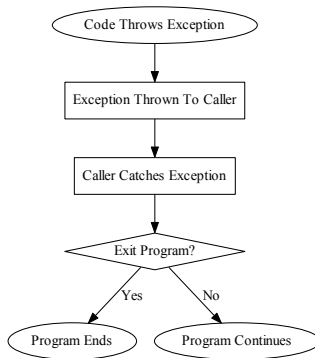 Code Throws Exception
Exception Thrown To Caller
Caller Catches Exception
Exit Program?
Yes
No
Program Ends
Program Continues